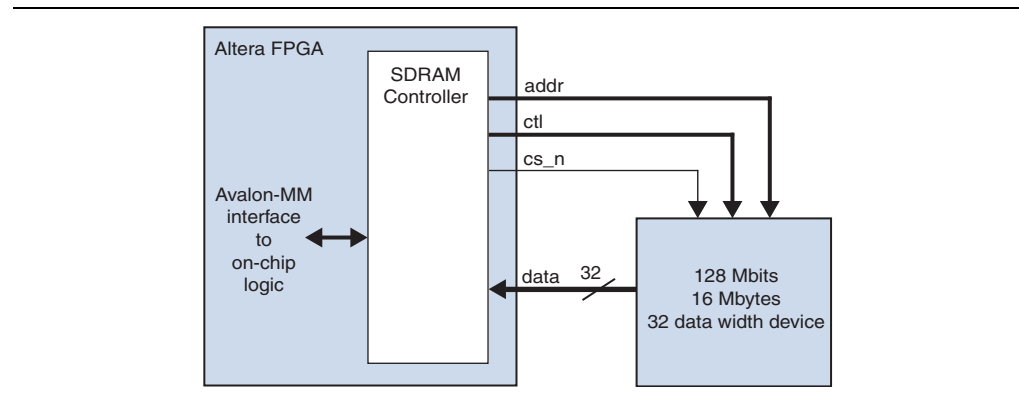 Altera FPGA
SDRAM
Controller
addr
ctl
cs_n
Avalon-MM
interface
to
on-chip
logic
data
32
128 Mbits
16 Mbytes
32 data width device